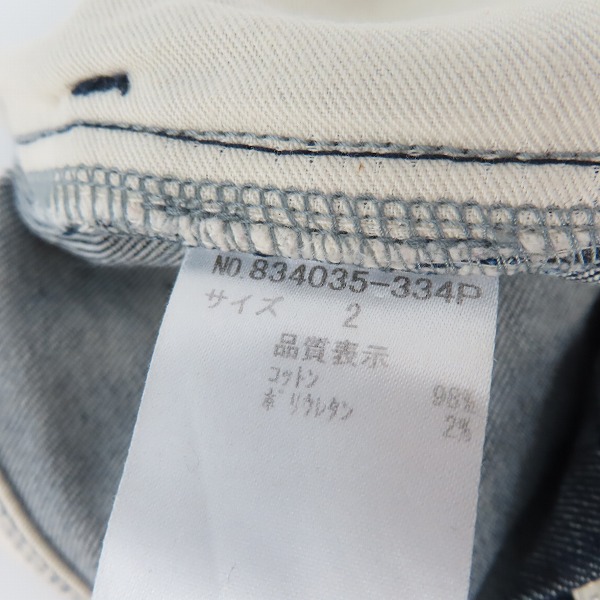 NO.834035-334P
サイズ 2
品質表示
コットン 98%
ポリウレタン 2%